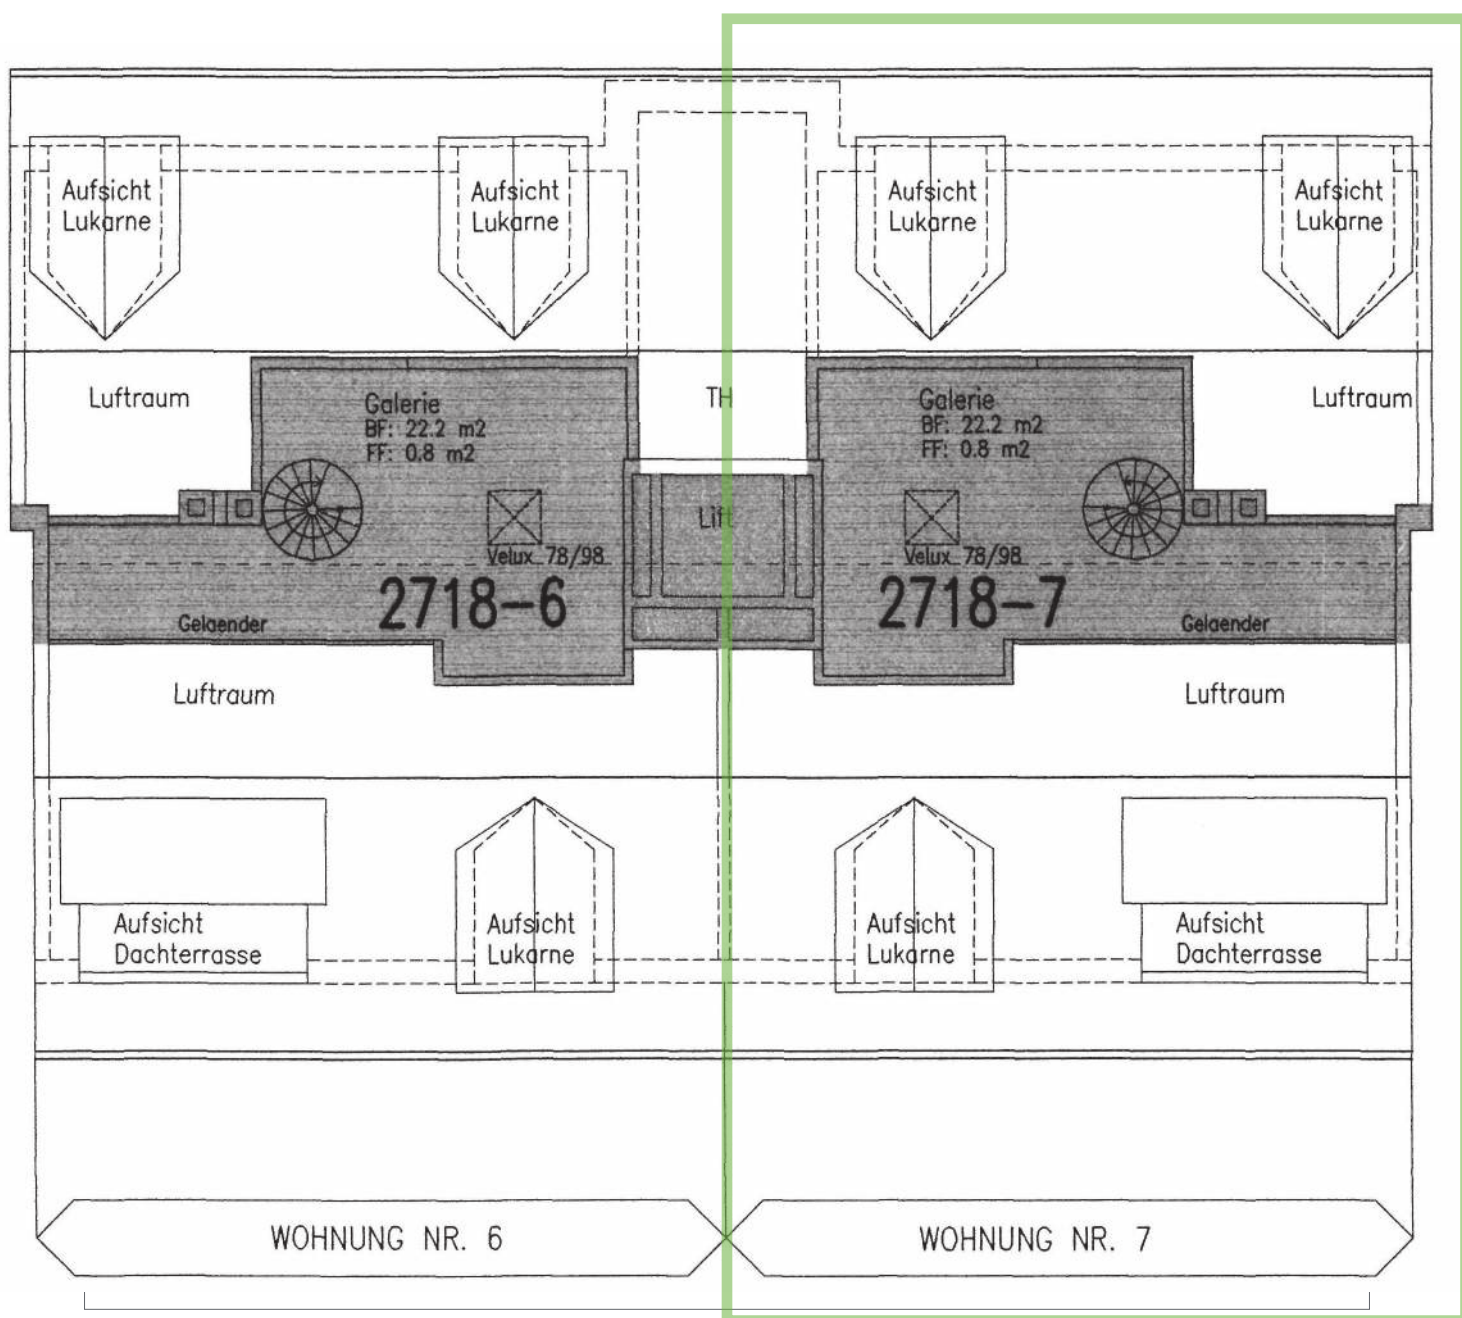 Aufsicht
Lukarne
Aufsicht
Lukarne
Aufsicht
Lukarne
Aufsicht
Lukarne
Luftraum
Galerie
BF: 22.2 m2
FF: 0.8 m2
TH
Galerie
BF: 22.2 m2
FF: 0.8 m2
Luftraum
Lift
Velux 78/98
Velux 78/98
2718-6
2718-7
Gelaender
Gelaender
Luftraum
Luftraum
Aufsicht
Dachterrasse
Aufsicht
Lukarne
Aufsicht
Lukarne
Aufsicht
Dachterrasse
WOHNUNG NR. 6
WOHNUNG NR. 7